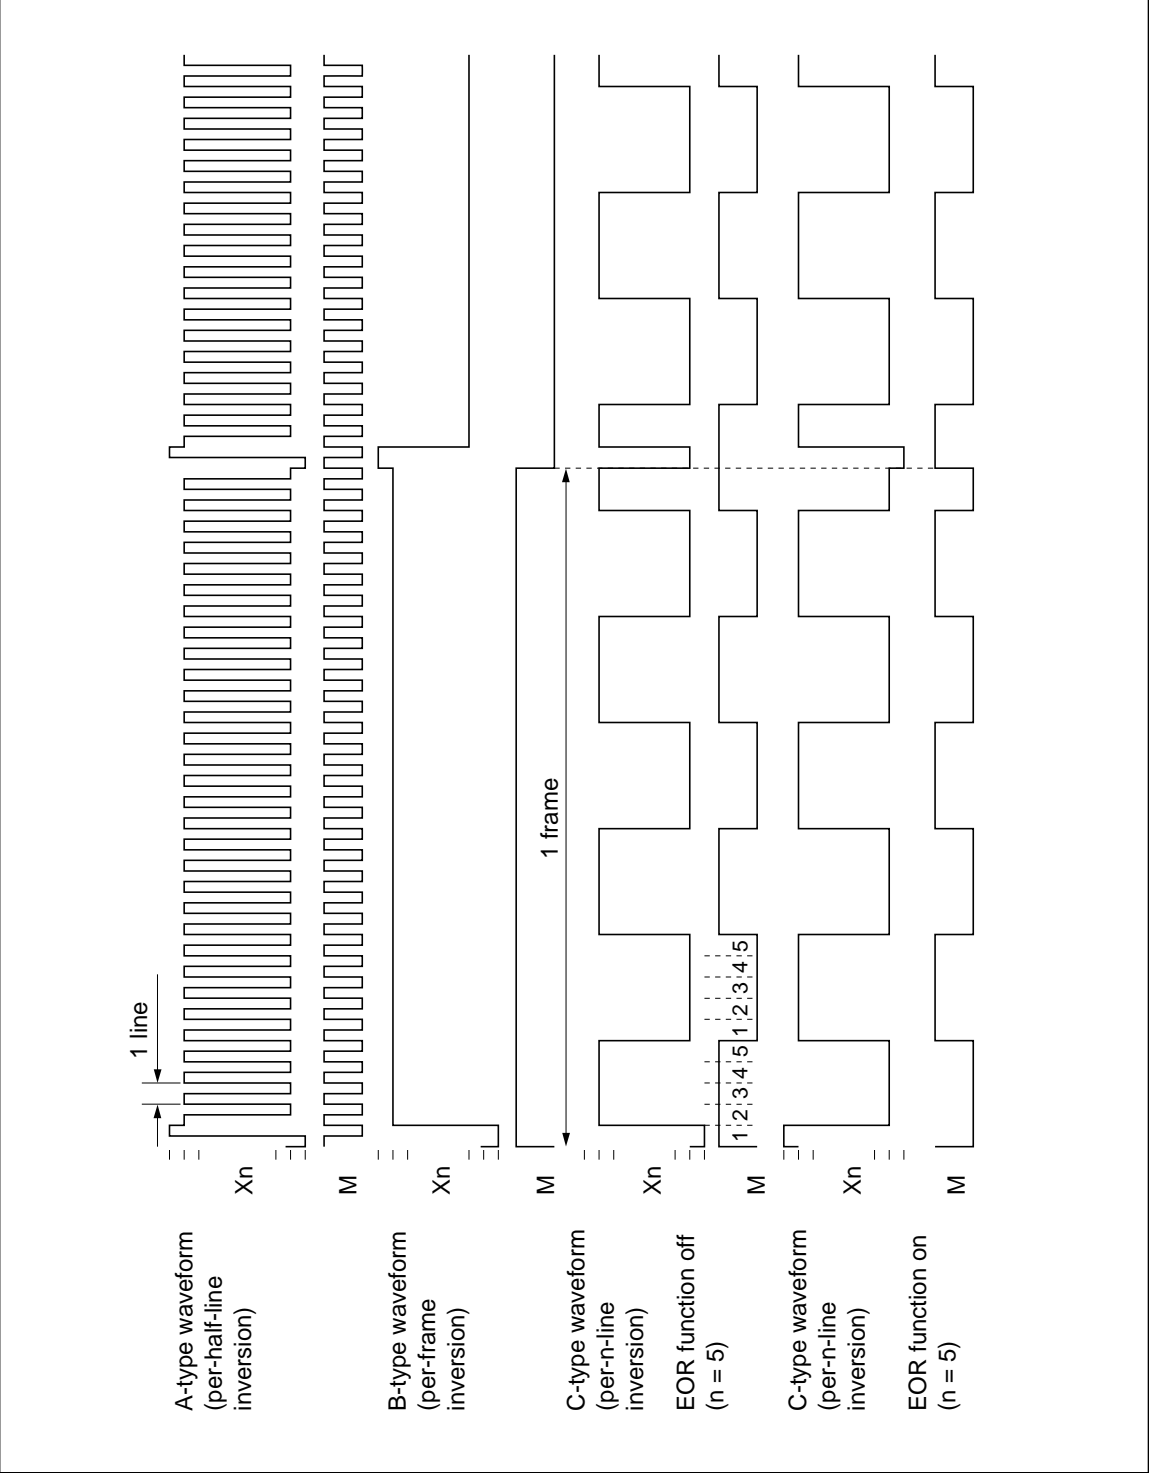 1 line
A-type waveform
(per-half-line
inversion)
Xn
M
B-type waveform
(per-frame
inversion)
Xn
M
1 frame
C-type waveform
(per-n-line
inversion)
EOR function off
(n = 5)
Xn
M
1 2 3 4 5 1 2 3 4 5
C-type waveform
(per-n-line
inversion)
EOR function on
(n = 5)
Xn
M